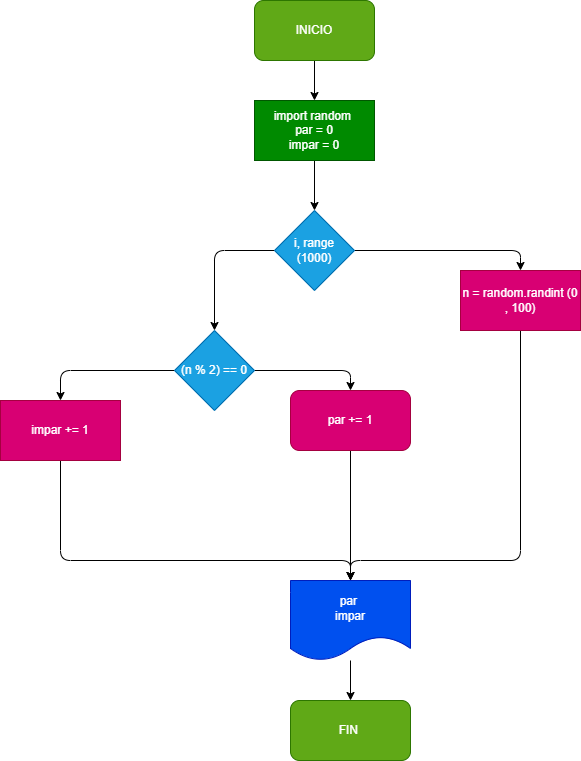 INICIO
import random
par = 0
impar = 0
i, range
(1000)
n = random.randint (0
, 100)
(n % 2) == 0
impar += 1
par += 1
par
impar
FIN